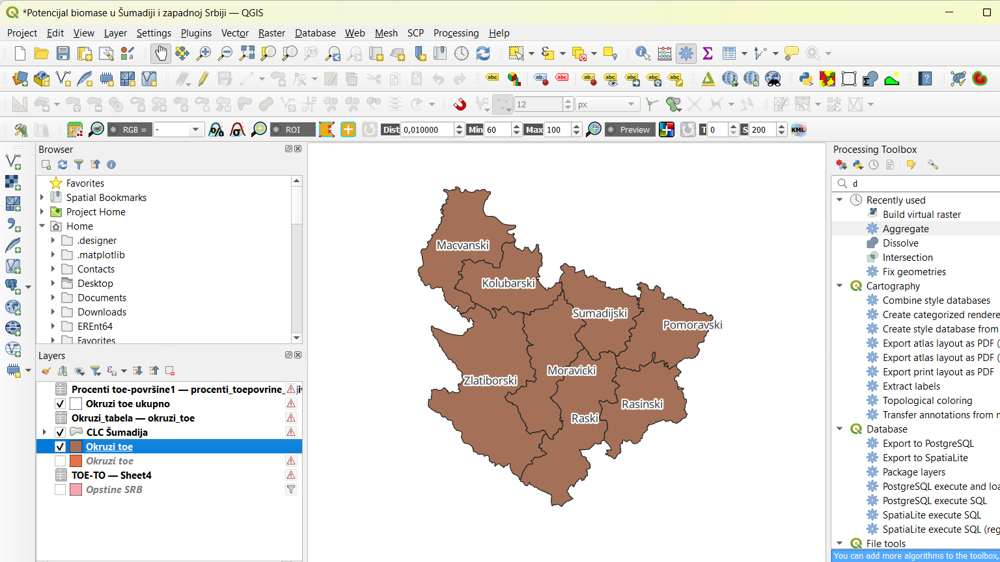 *Potencijal biomase u Šumadiji i zapadnoj Srbiji — QGIS
Project Edit View Layer Settings Plugins Vector Raster Database Web Mesh SCP Processing Help
12 px
RGB = - ROI Dist 0,010000 Min 60 Max 100 Preview T 0 S 200 KML
Browser
Favorites
Spatial Bookmarks
Project Home
Home
.designer
.matplotlib
Contacts
Desktop
Documents
Downloads
EREnt64
Favorites
Layers
Procenti toe-površine1 — procenti_toepovrine_
Okruzi toe ukupno
Okruzi_tabela — okruzi_toe
CLC Šumadija
Okruzi toe
Okruzi toe
TOE-TO — Sheet4
Opstine SRB
Macvanski
Kolubarski
Sumadijski
Pomoravski
Moravicki
Zlatiborski
Rasinski
Raski
Processing Toolbox
d
Recently used
Build virtual raster
Aggregate
Dissolve
Intersection
Fix geometries
Cartography
Combine style databases
Create categorized rendere
Create style database from
Export atlas layout as PDF (
Export atlas layout as PDF (
Export print layout as PDF
Extract labels
Topological coloring
Transfer annotations from m
Database
Export to PostgreSQL
Export to SpatiaLite
Package layers
PostgreSQL execute and loa
PostgreSQL execute SQL
SpatiaLite execute SQL
SpatiaLite execute SQL (reg
File tools
You can add more algorithms to the toolbox,